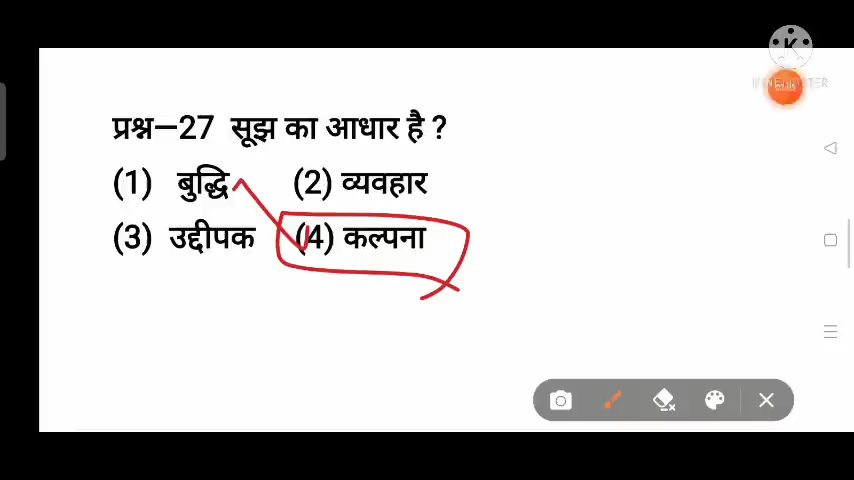 प्रश्न—27 सूझ का आधार है ?
(1) बुद्धि (2) व्यवहार
(3) उद्दीपक (4) कल्पना